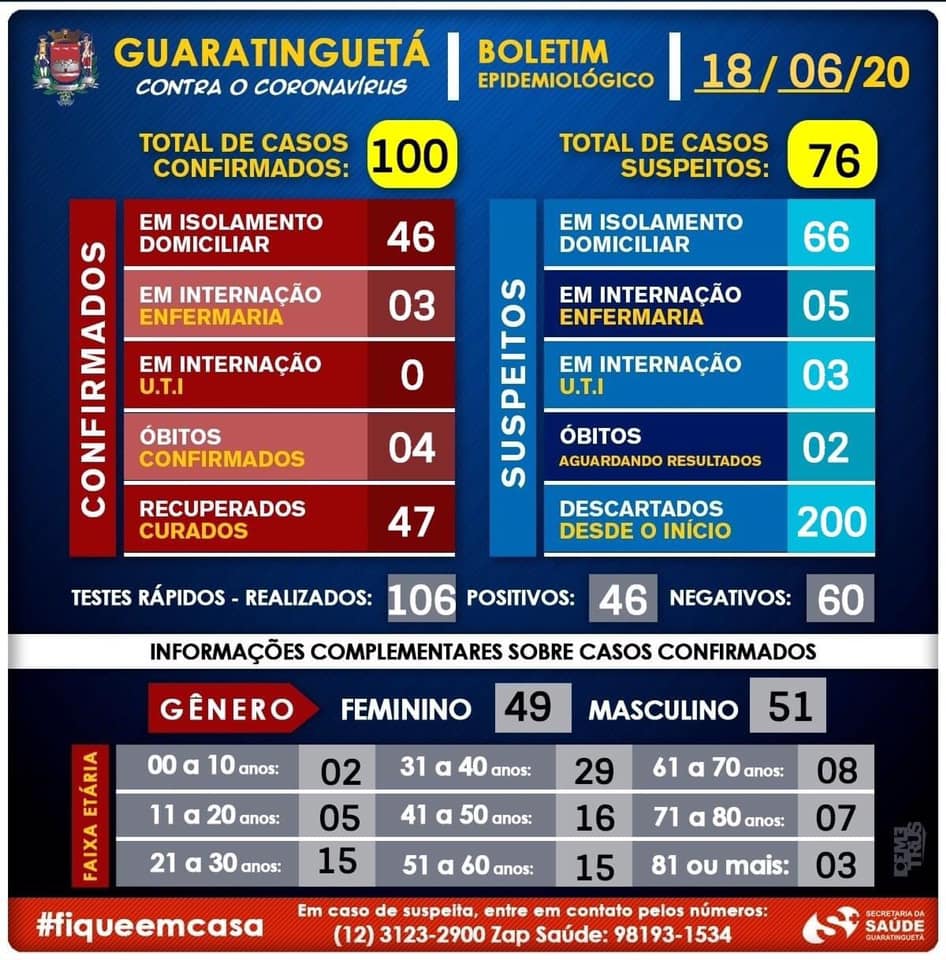 GUARATINGUETÁ
CONTRA O CORONAVÍRUS
BOLETIM
EPIDEMIOLÓGICO
18/06/20
TOTAL DE CASOS
CONFIRMADOS: 100
TOTAL DE CASOS
SUSPEITOS: 76
CONFIRMADOS
EM ISOLAMENTO
DOMICILIAR 46
EM INTERNAÇÃO
ENFERMARIA 03
EM INTERNAÇÃO
U.T.I 0
ÓBITOS
CONFIRMADOS 04
RECUPERADOS
CURADOS 47
SUSPEITOS
EM ISOLAMENTO
DOMICILIAR 66
EM INTERNAÇÃO
ENFERMARIA 05
EM INTERNAÇÃO
U.T.I 03
ÓBITOS
AGUARDANDO RESULTADOS 02
DESCARTADOS
DESDE O INÍCIO 200
TESTES RÁPIDOS - REALIZADOS: 106 POSITIVOS: 46 NEGATIVOS: 60
INFORMAÇÕES COMPLEMENTARES SOBRE CASOS CONFIRMADOS
GÊNERO FEMININO 49 MASCULINO 51
FAIXA ETÁRIA
00 a 10 anos: 02 31 a 40 anos: 29 61 a 70 anos: 08
11 a 20 anos: 05 41 a 50 anos: 16 71 a 80 anos: 07
21 a 30 anos: 15 51 a 60 anos: 15 81 ou mais: 03
#fiqueemcasa
Em caso de suspeita, entre em contato pelos números:
(12) 3123-2900 Zap Saúde: 98193-1534
SECRETARIA DA
SAÚDE
GUARATINGUETÁ